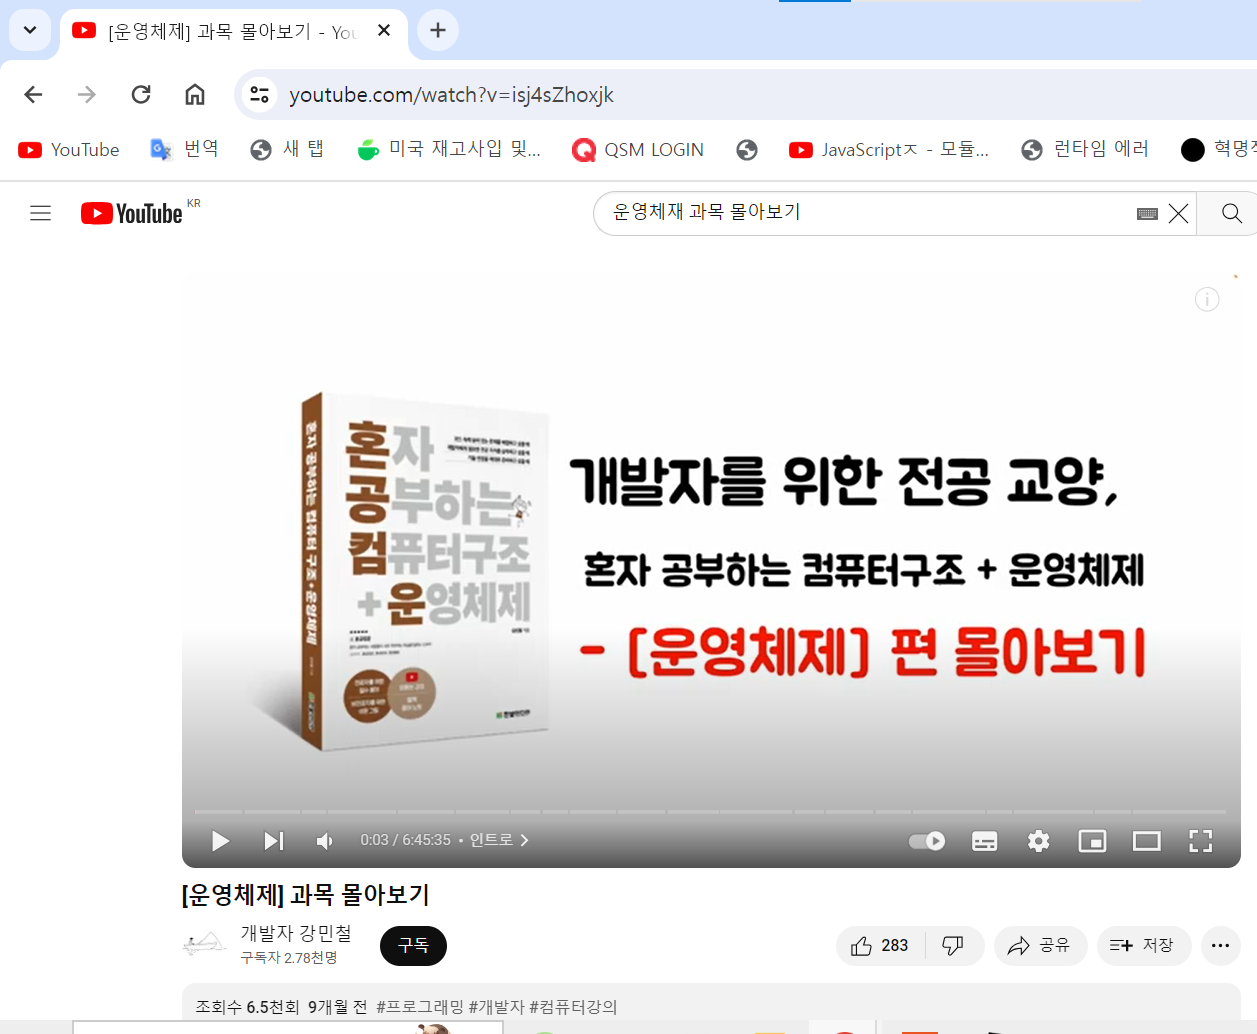 [운영체제] 과목 몰아보기 - You
youtube.com/watch?v=isj4sZhoxjk
YouTube
번역
새 탭
미국 재고사입 및...
QSM LOGIN
JavaScriptㅈ - 모듈...
런타임 에러
혁명적
YouTube KR
운영체재 과목 몰아보기
혼자
공부하는
컴퓨터구조
+ 운영체제
혼자 공부하는 컴퓨터 구조+운영체제
개발자를 위한 전공 교양,
혼자 공부하는 컴퓨터구조 + 운영체제
- [운영체제] 편 몰아보기
0:03 / 6:45:35 • 인트로
[운영체제] 과목 몰아보기
개발자 강민철
구독자 2.78천명
구독
283
공유
저장
조회수 6.5천회 9개월 전 #프로그래밍 #개발자 #컴퓨터강의